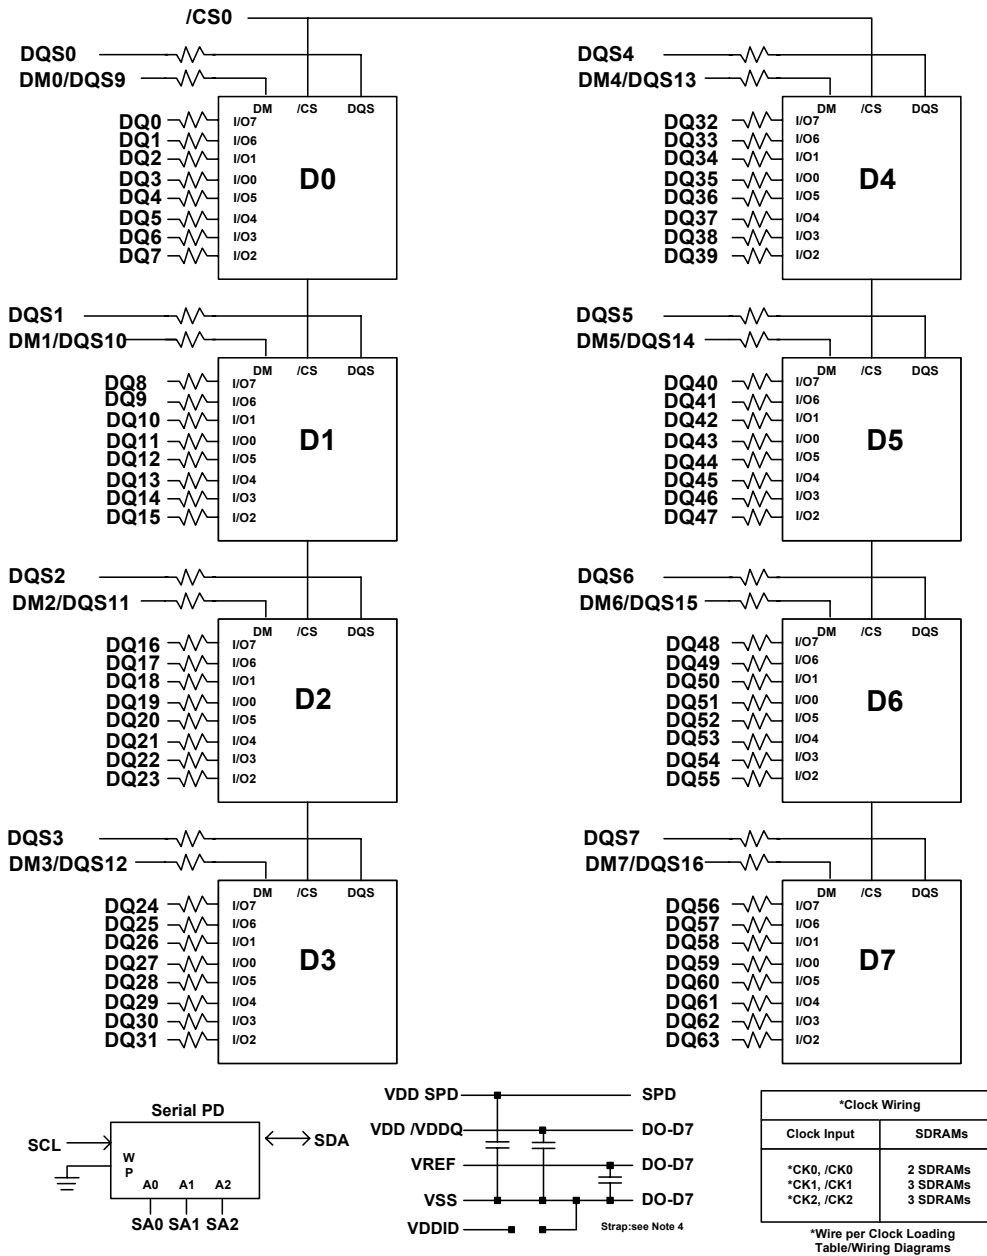 /CS0
DQS0
DM0/DQS9
DM /CS DQS
DQ0 I/O7
DQ1 I/O6
DQ2 I/O1
DQ3 I/O0
DQ4 I/O5
DQ5 I/O4
DQ6 I/O3
DQ7 I/O2
D0
DQS1
DM1/DQS10
DM /CS DQS
DQ8 I/O7
DQ9 I/O6
DQ10 I/O1
DQ11 I/O0
DQ12 I/O5
DQ13 I/O4
DQ14 I/O3
DQ15 I/O2
D1
DQS2
DM2/DQS11
DM /CS DQS
DQ16 I/O7
DQ17 I/O6
DQ18 I/O1
DQ19 I/O0
DQ20 I/O5
DQ21 I/O4
DQ22 I/O3
DQ23 I/O2
D2
DQS3
DM3/DQS12
DM /CS DQS
DQ24 I/O7
DQ25 I/O6
DQ26 I/O1
DQ27 I/O0
DQ28 I/O5
DQ29 I/O4
DQ30 I/O3
DQ31 I/O2
D3
DQS4
DM4/DQS13
DM /CS DQS
DQ32 I/O7
DQ33 I/O6
DQ34 I/O1
DQ35 I/O0
DQ36 I/O5
DQ37 I/O4
DQ38 I/O3
DQ39 I/O2
D4
DQS5
DM5/DQS14
DM /CS DQS
DQ40 I/O7
DQ41 I/O6
DQ42 I/O1
DQ43 I/O0
DQ44 I/O5
DQ45 I/O4
DQ46 I/O3
DQ47 I/O2
D5
DQS6
DM6/DQS15
DM /CS DQS
DQ48 I/O7
DQ49 I/O6
DQ50 I/O1
DQ51 I/O0
DQ52 I/O5
DQ53 I/O4
DQ54 I/O3
DQ55 I/O2
D6
DQS7
DM7/DQS16
DM /CS DQS
DQ56 I/O7
DQ57 I/O6
DQ58 I/O1
DQ59 I/O0
DQ60 I/O5
DQ61 I/O4
DQ62 I/O3
DQ63 I/O2
D7
Serial PD
SCL
SDA
W
P
A0 A1 A2
SA0 SA1 SA2
VDD SPD SPD
VDD /VDDQ DO-D7
VREF DO-D7
VSS DO-D7
VDDID Strap:see Note 4
*Clock Wiring
Clock Input SDRAMs
*CK0, /CK0 2 SDRAMs
*CK1, /CK1 3 SDRAMs
*CK2, /CK2 3 SDRAMs
*Wire per Clock Loading
Table/Wiring Diagrams